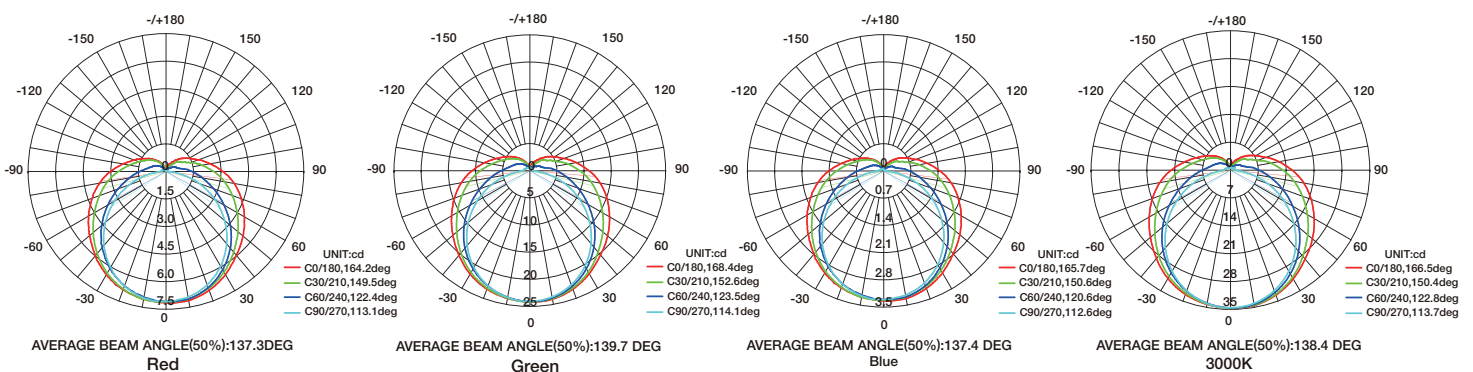 -/+180
-150
150
-120
120
-90
90
-60
60
-30
30
0
0
1.5
3.0
4.5
6.0
7.5
UNIT:cd
C0/180,164.2deg
C30/210,149.5deg
C60/240,122.4deg
C90/270,113.1deg
AVERAGE BEAM ANGLE(50%):137.3DEG
Red
-/+180
-150
150
-120
120
-90
90
-60
60
-30
30
0
0
5
10
15
20
25
UNIT:cd
C0/180,168.4deg
C30/210,152.6deg
C60/240,123.5deg
C90/270,114.1deg
AVERAGE BEAM ANGLE(50%):139.7 DEG
Green
-/+180
-150
150
-120
120
-90
90
-60
60
-30
30
0
0
0.7
1.4
2.1
2.8
3.5
UNIT:cd
C0/180,165.7deg
C30/210,150.6deg
C60/240,120.6deg
C90/270,112.6deg
AVERAGE BEAM ANGLE(50%):137.4 DEG
Blue
-/+180
-150
150
-120
120
-90
90
-60
60
-30
30
0
0
7
14
21
28
35
UNIT:cd
C0/180,166.5deg
C30/210,150.4deg
C60/240,122.8deg
C90/270,113.7deg
AVERAGE BEAM ANGLE(50%):138.4 DEG
3000K